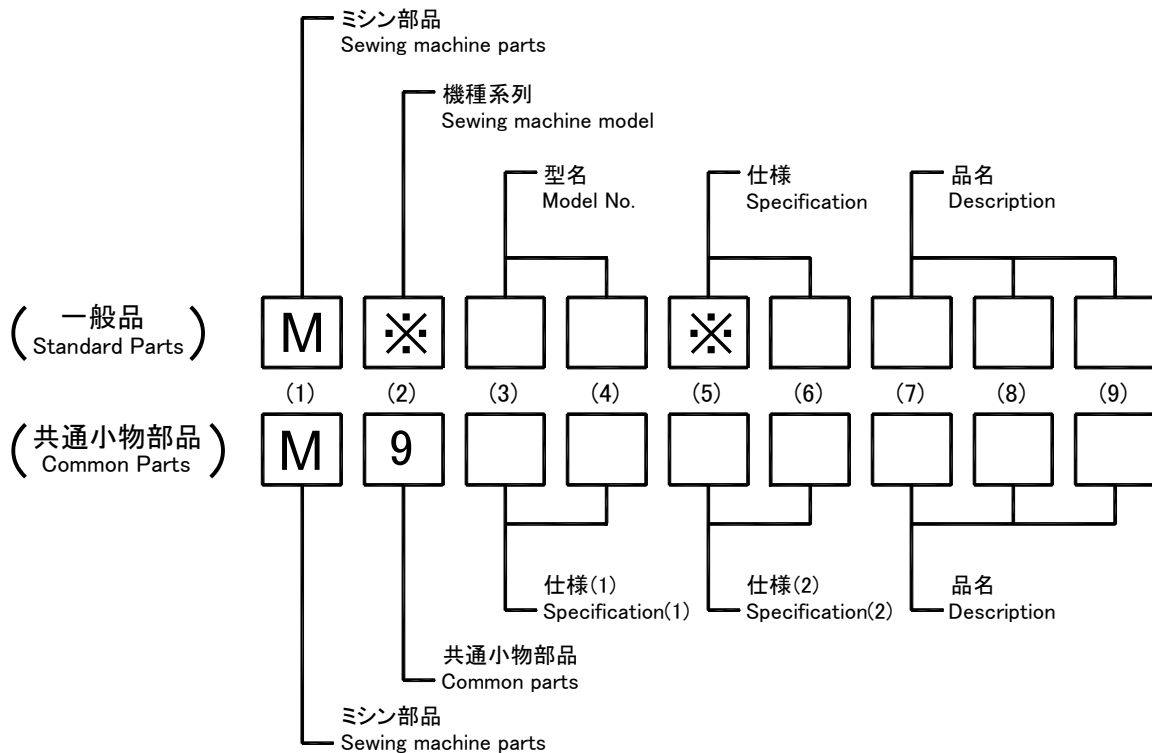 ミシン部品
Sewing machine parts
機種系列
Sewing machine model
型名
Model No.
仕様
Specification
品名
Description
(一般品
Standard Parts)
M ※ ※
(1) (2) (3) (4) (5) (6) (7) (8) (9)
(共通小物部品
Common Parts)
M 9
仕様(1)
Specification(1)
仕様(2)
Specification(2)
品名
Description
共通小物部品
Common parts
ミシン部品
Sewing machine parts